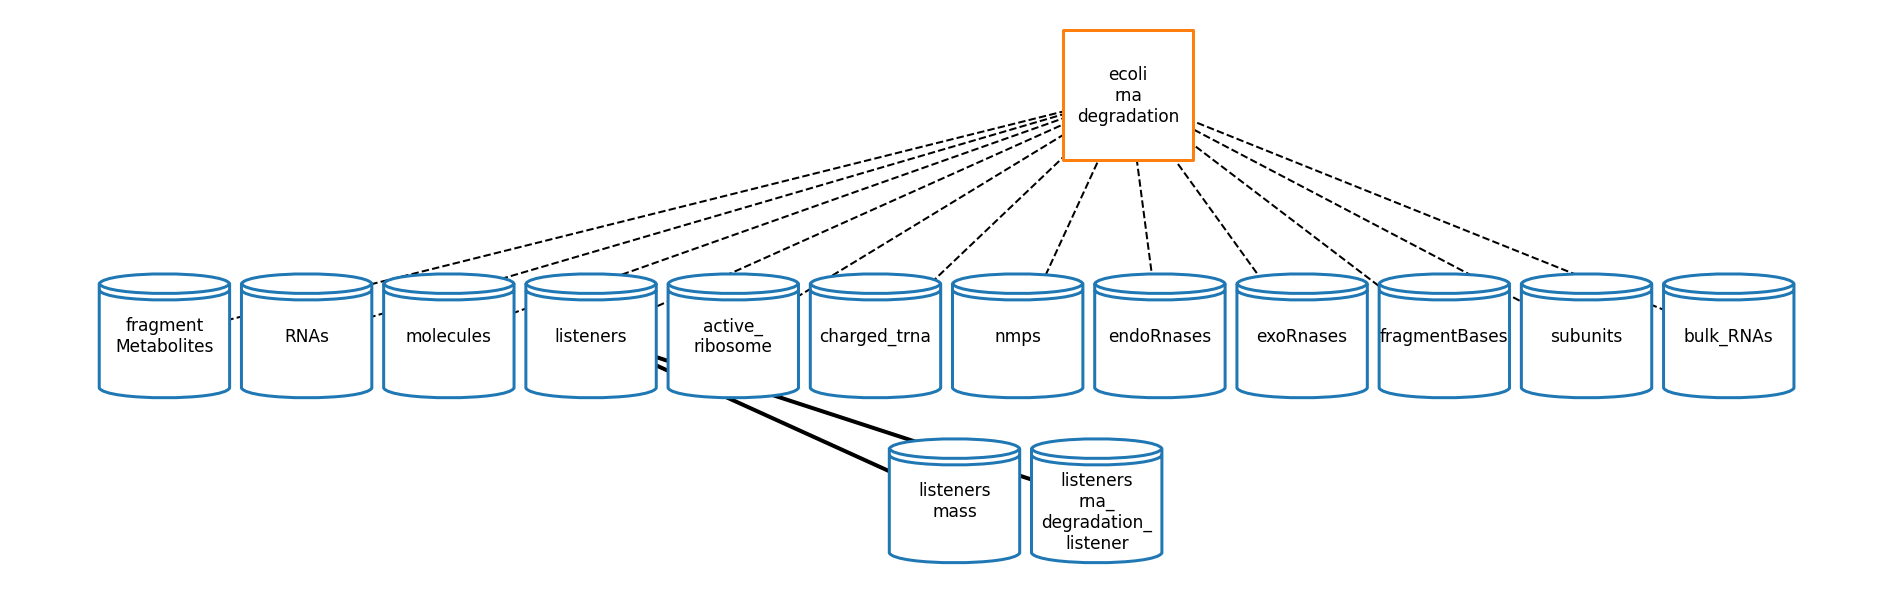 ecoli
rna
degradation
fragment
Metabolites
RNAs
molecules
listeners
active_
ribosome
charged_trna
nmps
endoRnases
exoRnases
fragmentBases
subunits
bulk_RNAs
listeners
mass
listeners
rna_
degradation_
listener